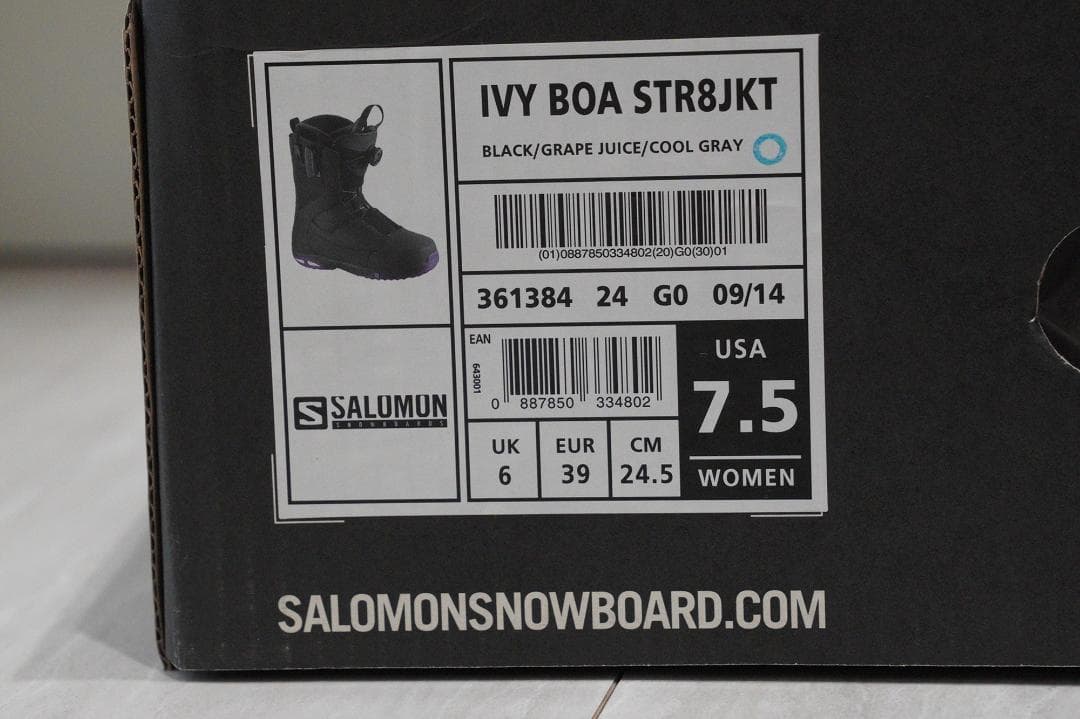 IVY BOA STR8JKT
BLACK/GRAPE JUICE/COOL GRAY
(01)0887850334802(20)G0(30)01
361384 24 G0 09/14
EAN
643001
0 887850 334802
USA
7.5
WOMEN
UK EUR CM
6 39 24.5
S SALOMON
SNOWBOARDS
SALOMONSNOWBOARD.COM